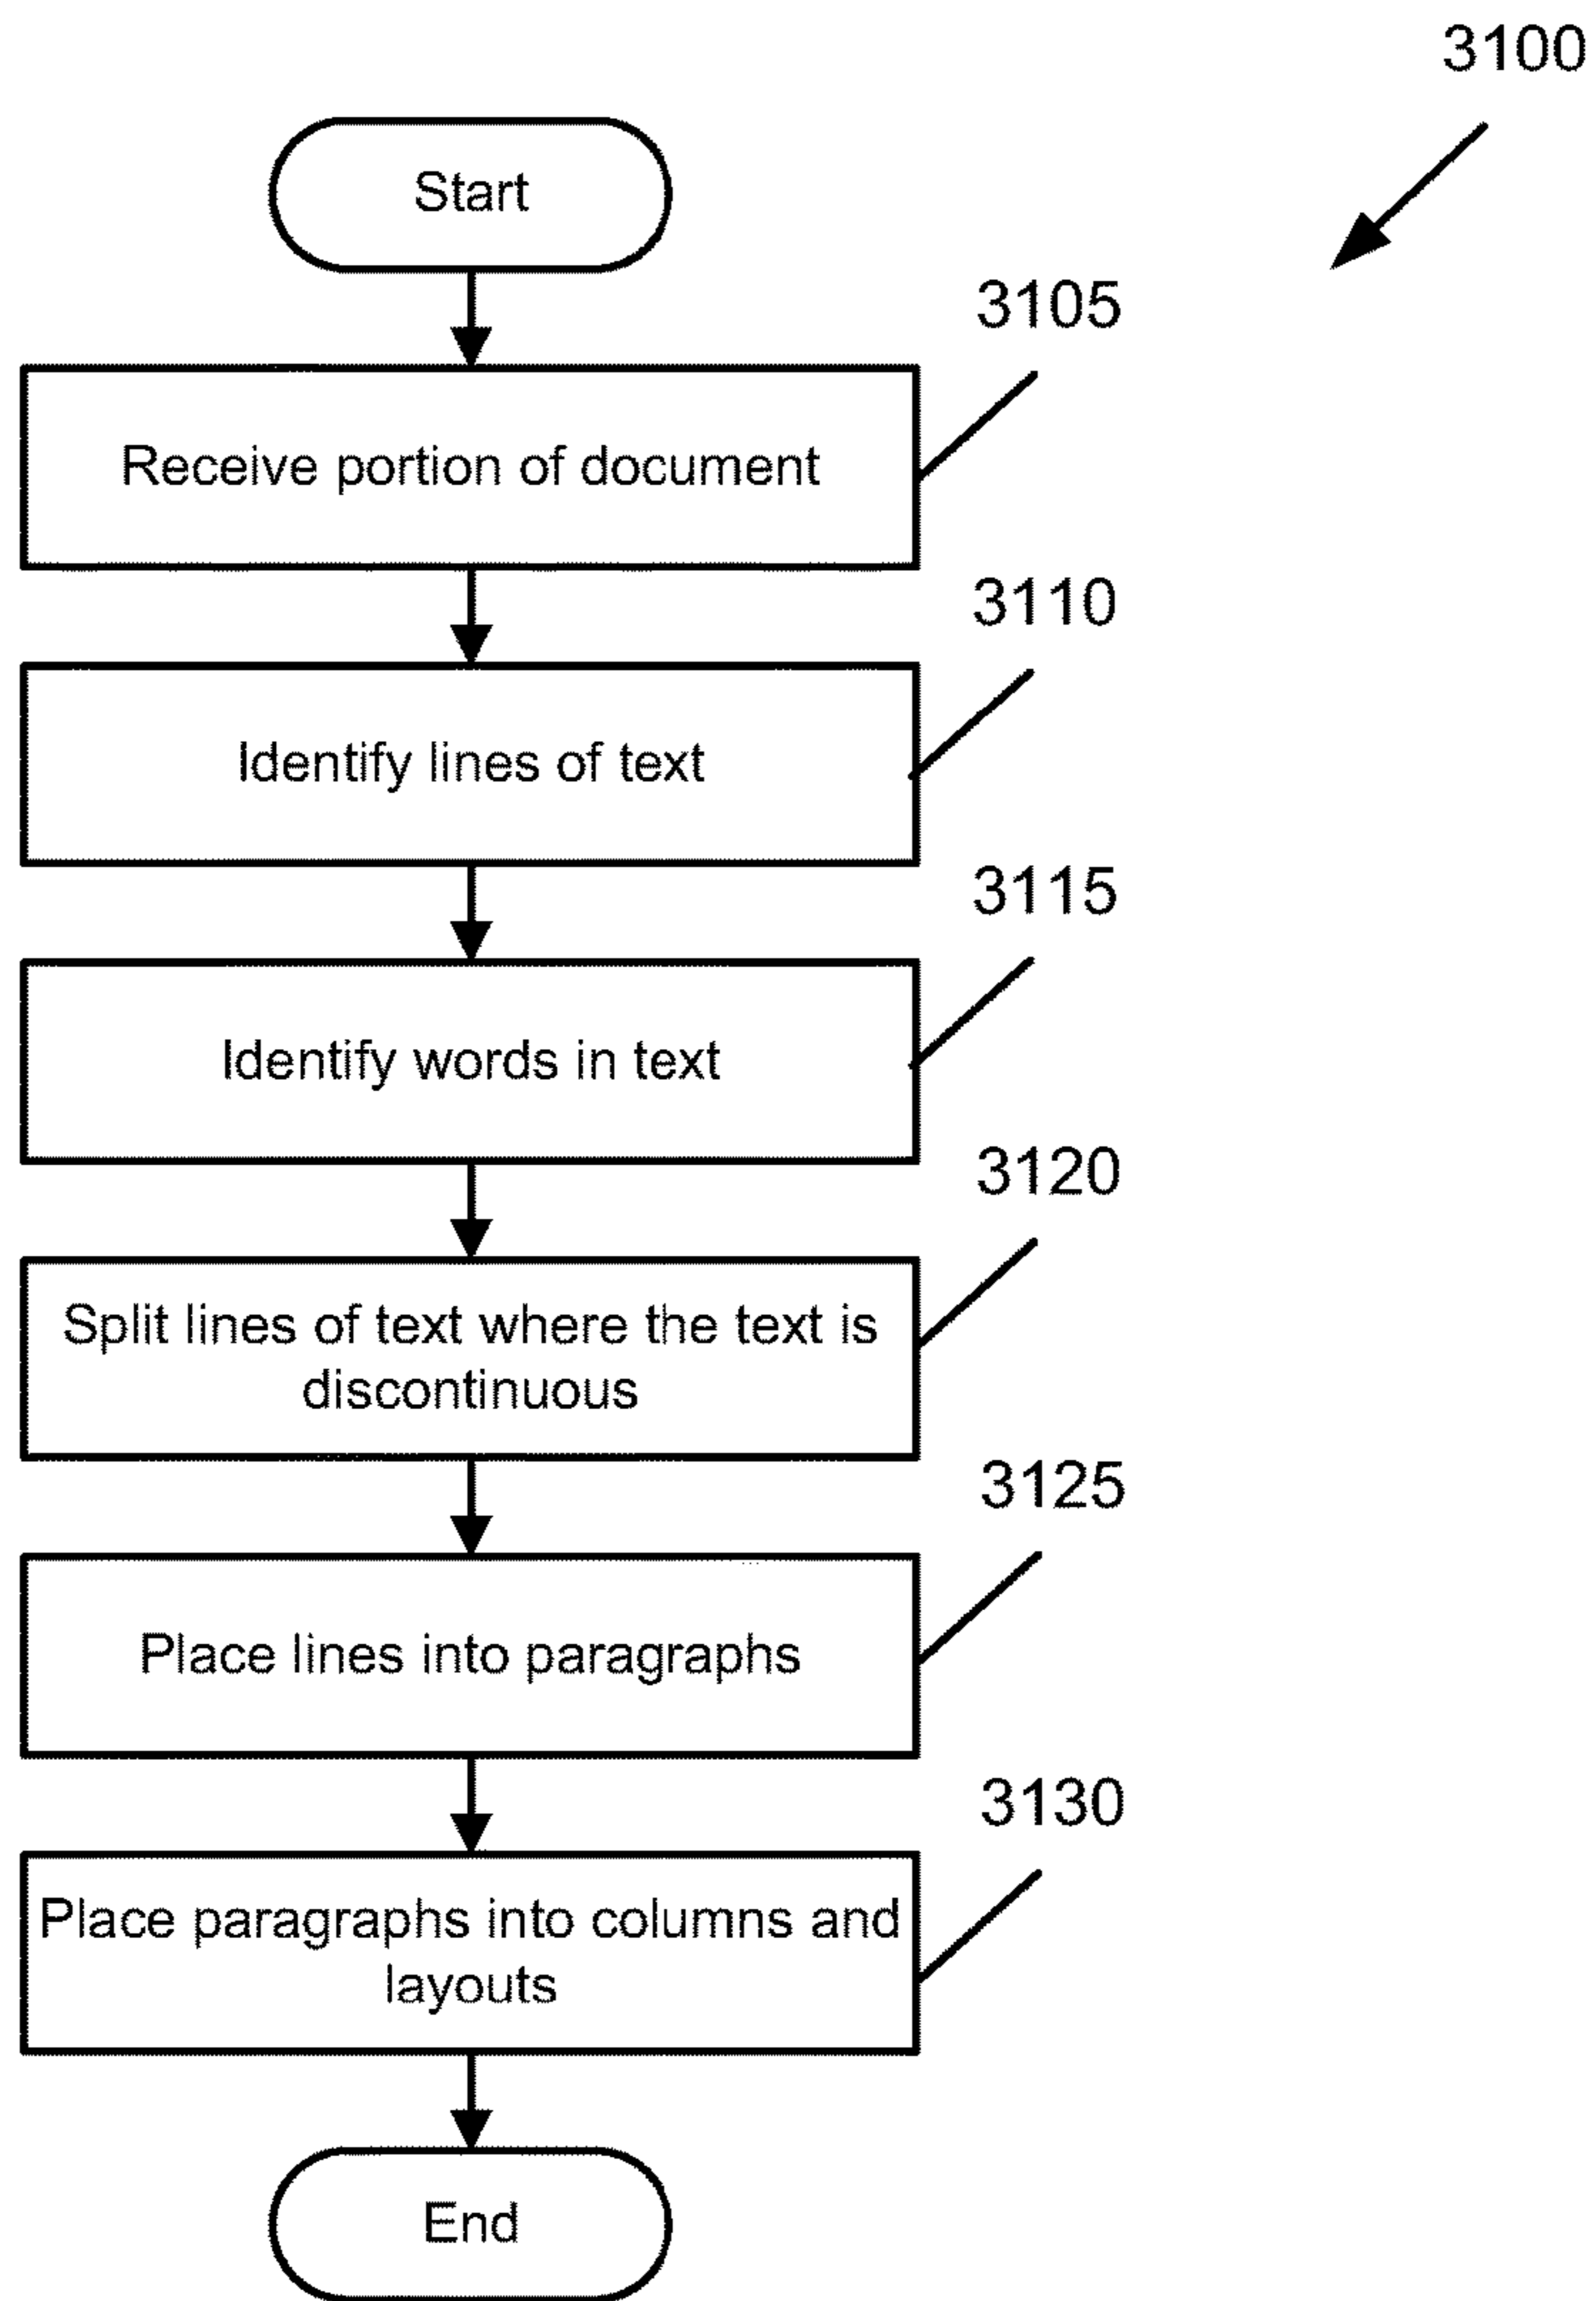 3100
Start
3105
Receive portion of document
3110
Identify lines of text
3115
Identify words in text
3120
Split lines of text where the text is
discontinuous
3125
Place lines into paragraphs
3130
Place paragraphs into columns and
layouts
End